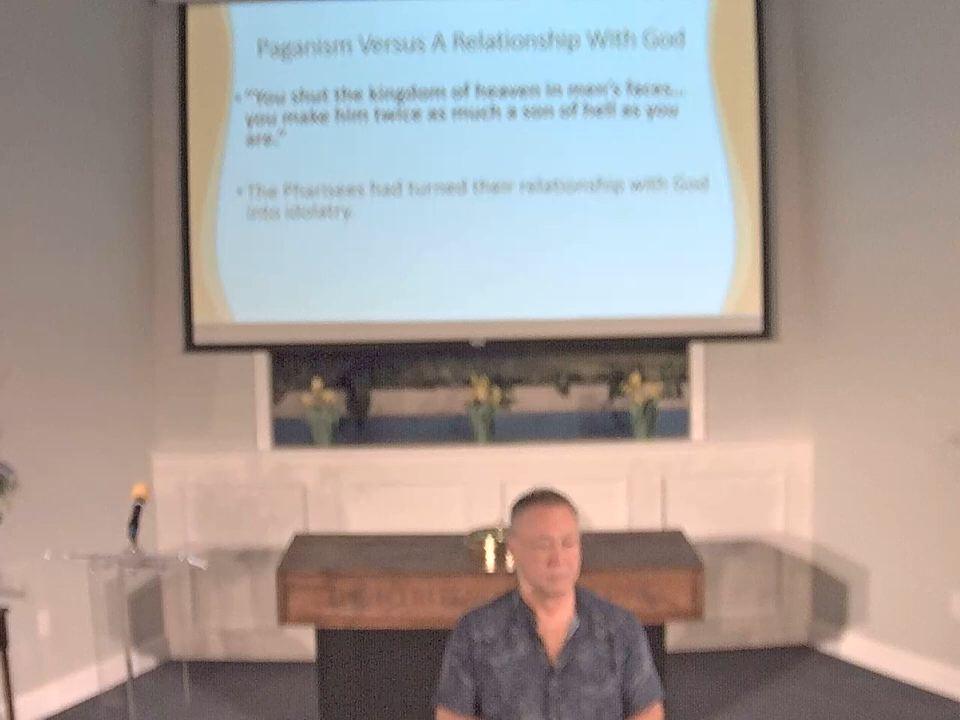 Paganism Versus A Relationship With God
• "You shut the kingdom of heaven in men's faces...
you make him twice as much a son of hell as you
are."
• The Pharisees had turned their relationship with God
into idolatry.